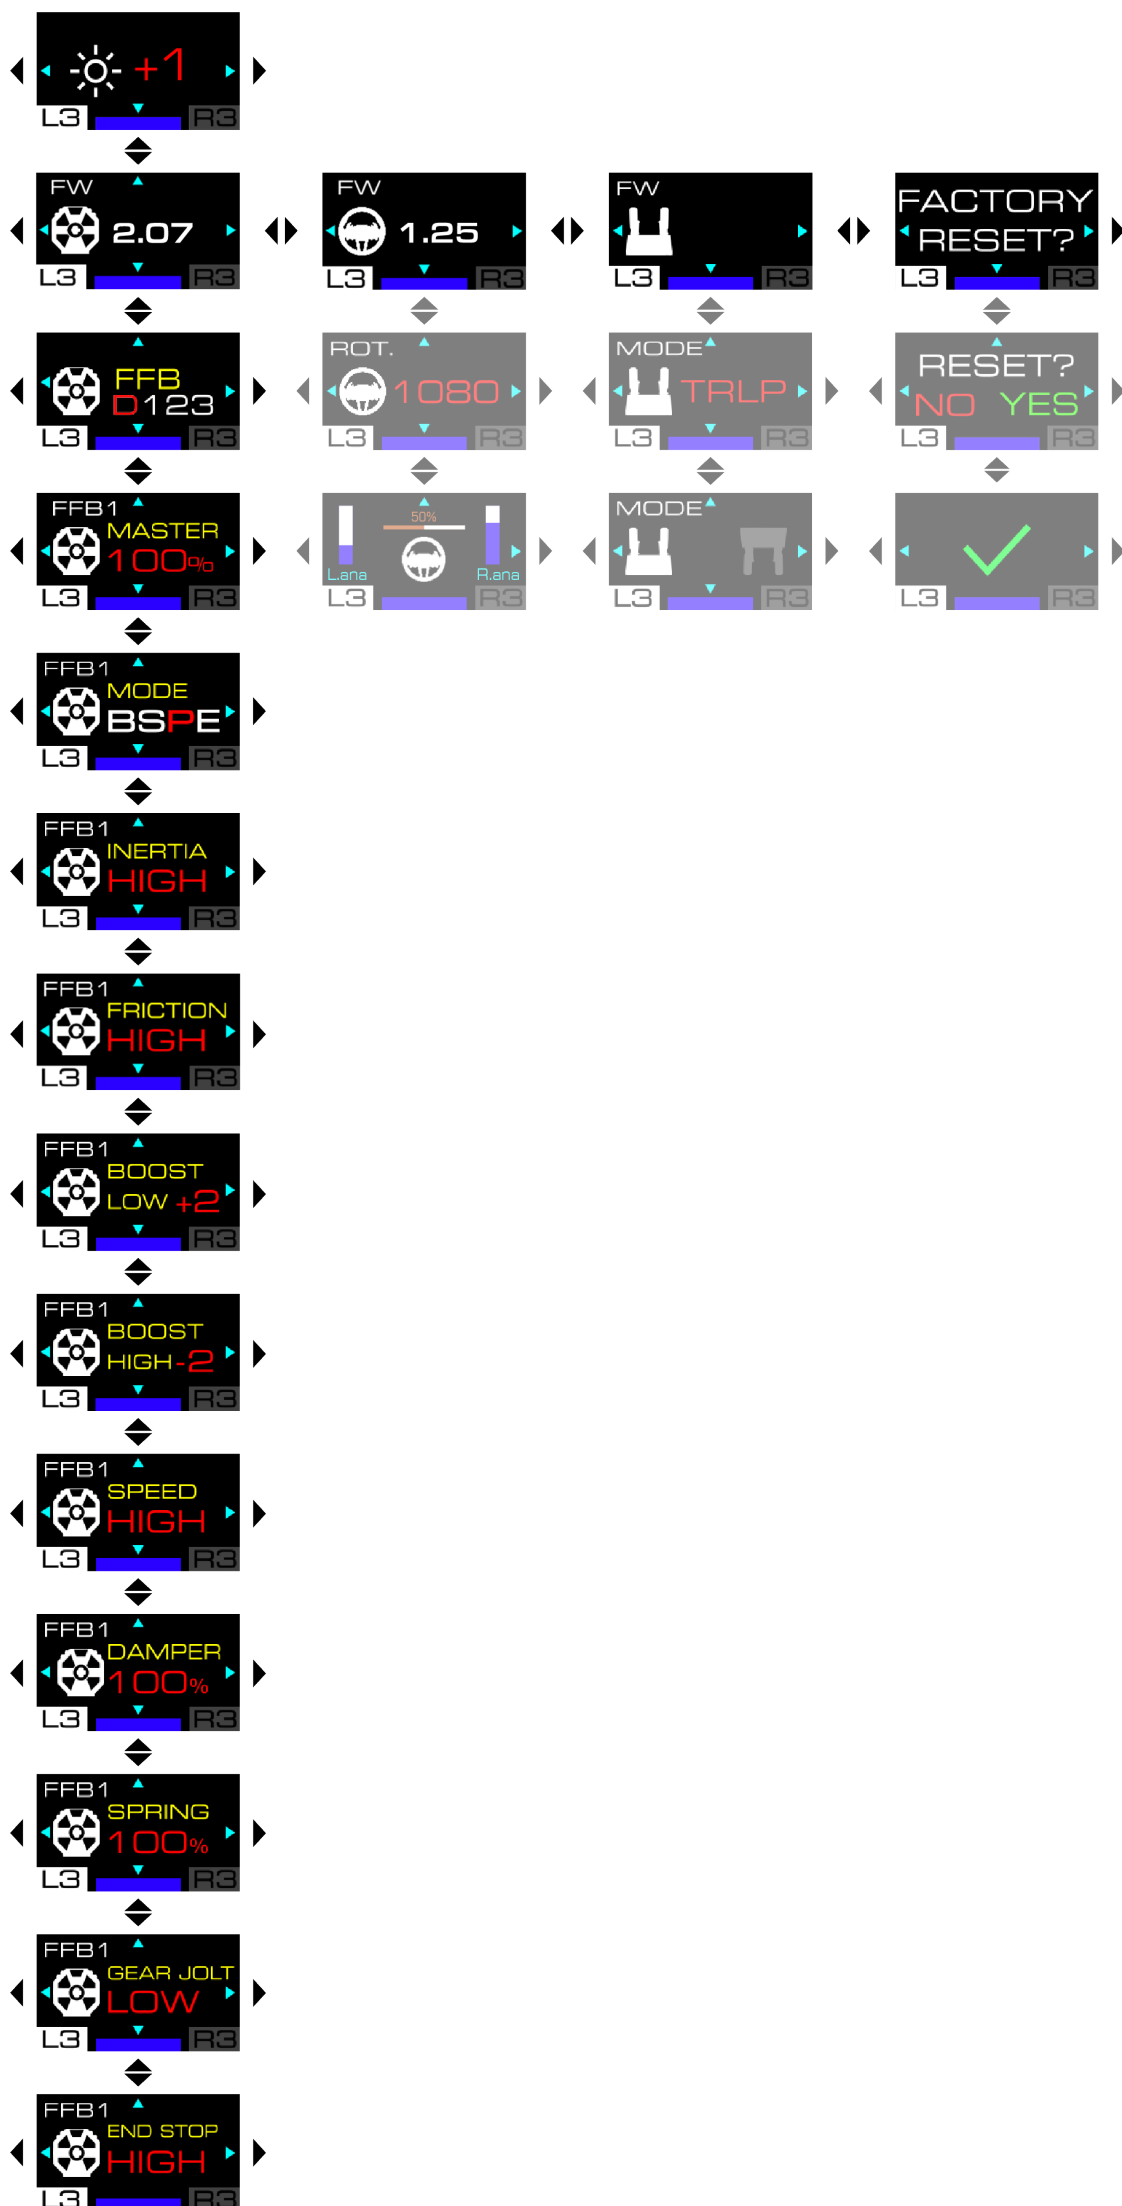 +1
L3 R3
FW
2.07
L3 R3
FW
1.25
L3 R3
FW
L3 R3
FACTORY
RESET?
FFB
D123
L3 R3
ROT.
1080
L3 R3
MODE
TRLP
L3 R3
RESET?
NO YES
L3 R3
FFB1
MASTER
100%
L3 R3
50%
L.ana R.ana
L3 R3
MODE
L3 R3
L3 R3
FFB1
MODE
BSPE
L3 R3
FFB1
INERTIA
HIGH
L3 R3
FFB1
FRICTION
HIGH
L3 R3
FFB1
BOOST
LOW +2
L3 R3
FFB1
BOOST
HIGH -2
L3 R3
FFB1
SPEED
HIGH
L3 R3
FFB1
DAMPER
100%
L3 R3
FFB1
SPRING
100%
L3 R3
FFB1
GEAR JOLT
LOW
L3 R3
FFB1
END STOP
HIGH
L3 R3